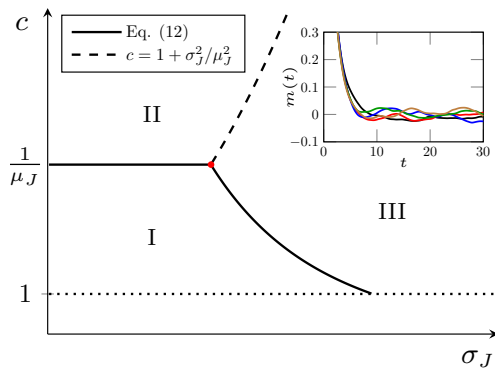 c
Eq. (12)
c = 1 + σ_J^2/μ_J^2
II
1/μ_J
I
III
1
σ_J
0.3
0.2
0.1
0
−0.1
m(t)
0 10 20 30
t